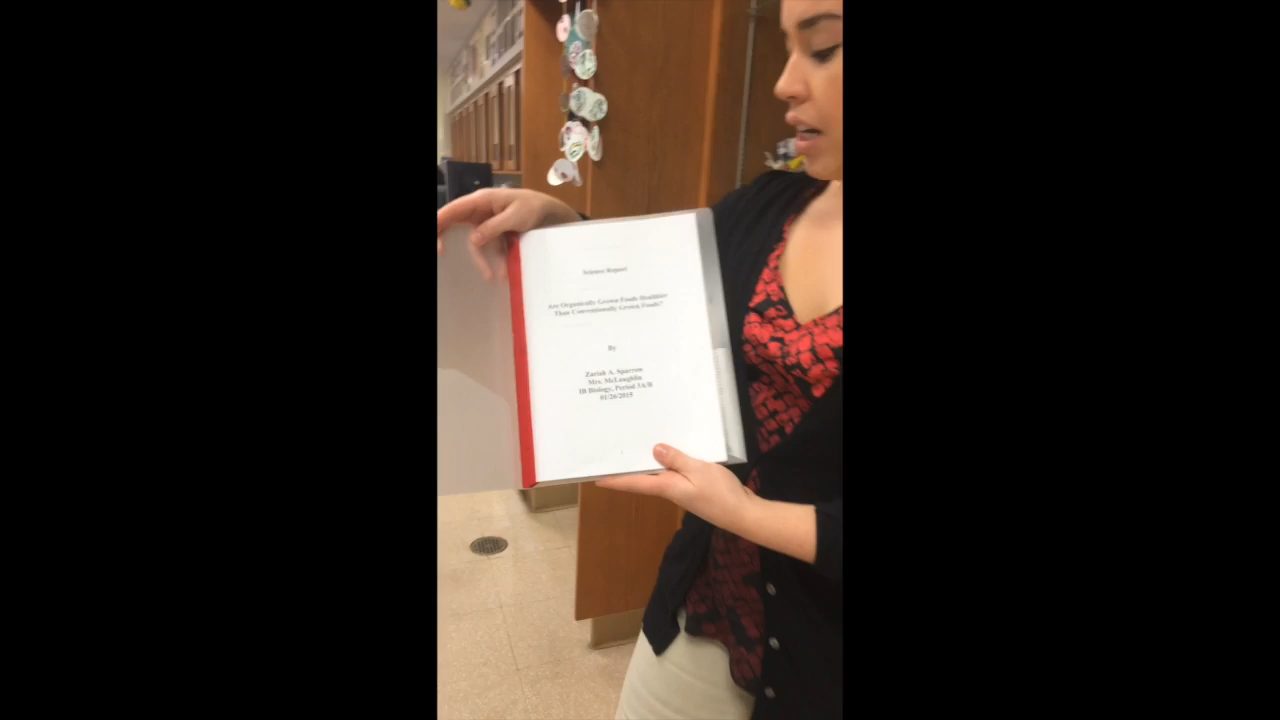 Science Report
Are Organically Grown Foods Healthier
Than Conventionally Grown Foods?
By
Zariah A. Sparrow
Mrs. McLaughlin
IB Biology, Period 3A/B
01/26/2015